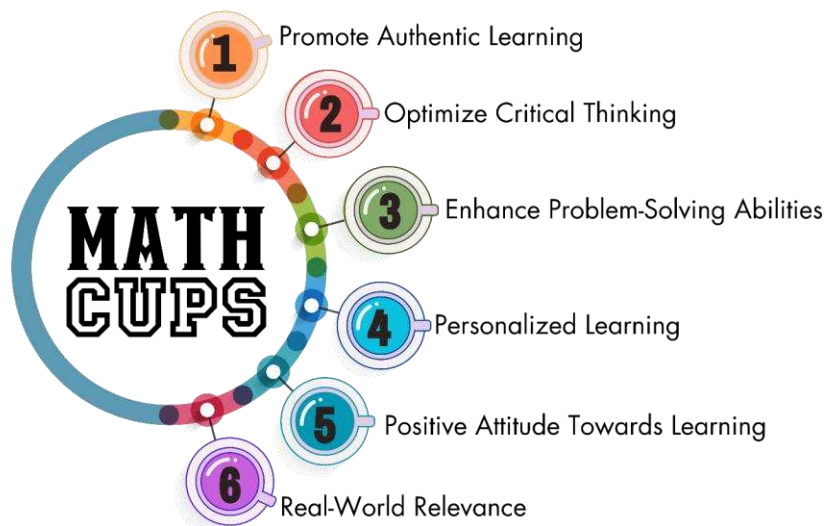 1 Promote Authentic Learning
2 Optimize Critical Thinking
MATH
CUPS
3 Enhance Problem-Solving Abilities
4 Personalized Learning
5 Positive Attitude Towards Learning
6 Real-World Relevance